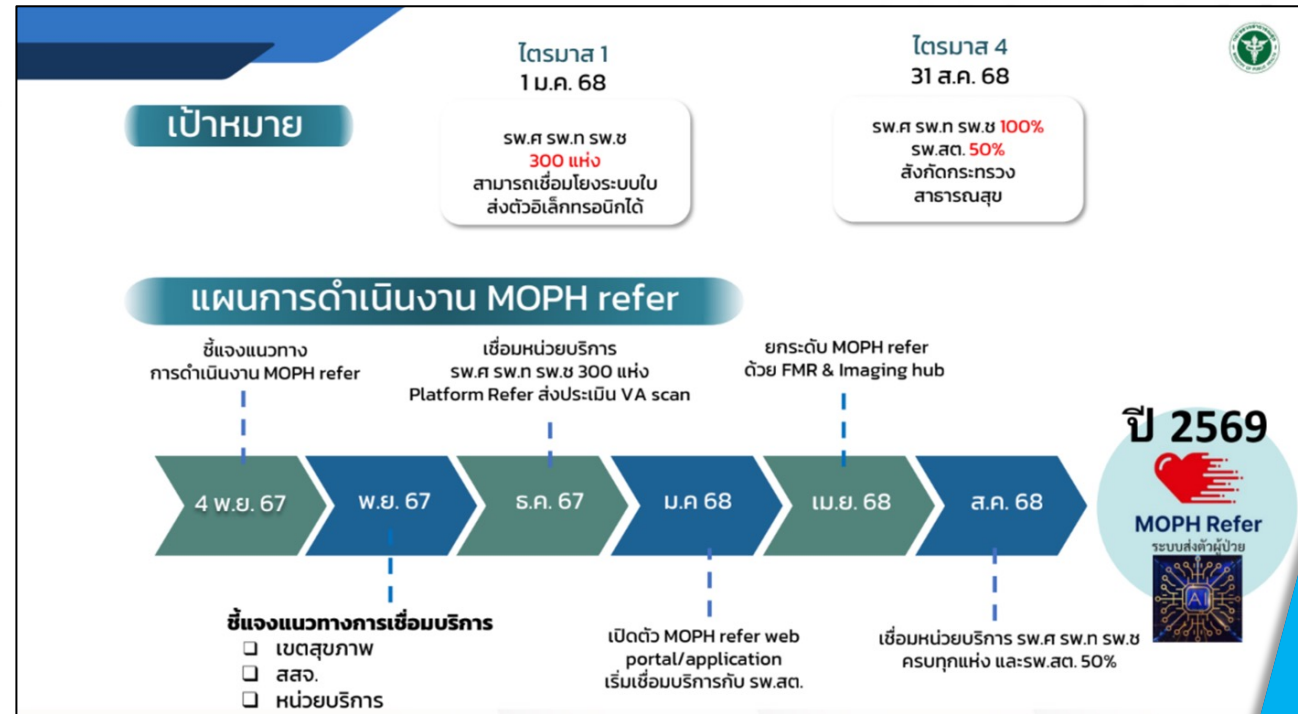 ไตรมาส 1
1 ม.ค. 68
ไตรมาส 4
31 ส.ค. 68
เป้าหมาย
รพ.ศ รพ.ท รพ.ช
300 แห่ง
สามารถเชื่อมโยงระบบใบ
ส่งตัวอิเล็กทรอนิกได้
รพ.ศ รพ.ท รพ.ช 100%
รพ.สต. 50%
สังกัดกระทรวง
สาธารณสุข
แผนการดำเนินงาน MOPH refer
ชี้แจงแนวทาง
การดำเนินงาน MOPH refer
เชื่อมหน่วยบริการ
รพ.ศ รพ.ท รพ.ช 300 แห่ง
Platform Refer ส่งประเมิน VA scan
ยกระดับ MOPH refer
ด้วย FMR & Imaging hub
4 พ.ย. 67
พ.ย. 67
ธ.ค. 67
ม.ค 68
เม.ย. 68
ส.ค. 68
ปี 2569
MOPH Refer
ระบบส่งตัวผู้ป่วย
AI
ชี้แจงแนวทางการเชื่อมบริการ
❑ เขตสุขภาพ
❑ สสจ.
❑ หน่วยบริการ
เปิดตัว MOPH refer web
portal/application
เริ่มเชื่อมบริการกับ รพ.สต.
เชื่อมหน่วยบริการ รพ.ศ รพ.ท รพ.ช
ครบทุกแห่ง และรพ.สต. 50%